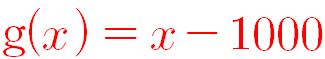 g(x) = x − 1000